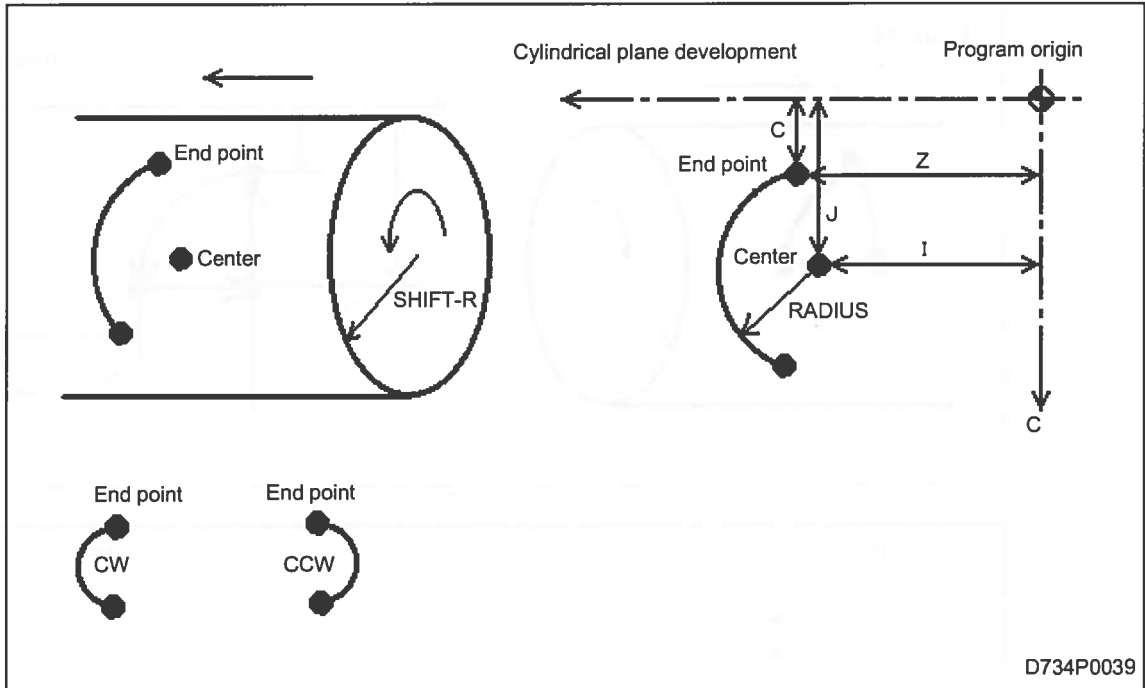 Cylindrical plane development
Program origin
End point
Center
SHIFT-R
C
End point
Z
J
Center
I
RADIUS
C
End point
End point
CW
CCW
D734P0039